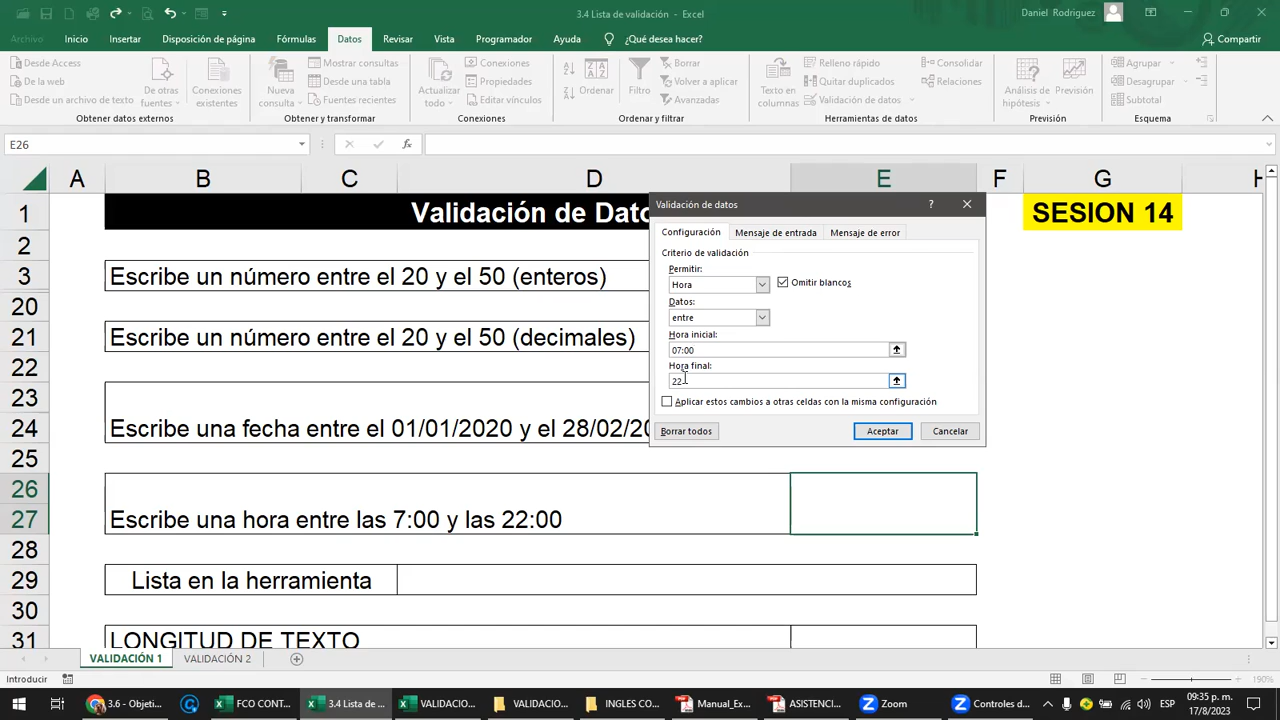 3.4 Lista de validación - Excel
Daniel Rodriguez
Archivo Inicio Insertar Disposición de página Fórmulas Datos Revisar Vista Programador Ayuda ¿Qué desea hacer? Compartir
Desde Access
De la web
Desde un archivo de texto
De otras fuentes
Conexiones existentes
Nueva consulta
Mostrar consultas
Desde una tabla
Fuentes recientes
Actualizar todo
Conexiones
Propiedades
Editar vínculos
Ordenar
Filtro
Borrar
Volver a aplicar
Avanzadas
Texto en columnas
Relleno rápido
Quitar duplicados
Validación de datos
Consolidar
Relaciones
Análisis de hipótesis
Previsión
Agrupar
Desagrupar
Subtotal
Obtener datos externos Obtener y transformar Conexiones Ordenar y filtrar Herramientas de datos Previsión Esquema
E26
A B C D E F G H
1 Validación de Dato SESION 14
2
3 Escribe un número entre el 20 y el 50 (enteros)
20
21 Escribe un número entre el 20 y el 50 (decimales)
22
23
24 Escribe una fecha entre el 01/01/2020 y el 28/02/20
25
26
27 Escribe una hora entre las 7:00 y las 22:00
28
29 Lista en la herramienta
30
31 LONGITUD DE TEXTO
Validación de datos ?
Configuración Mensaje de entrada Mensaje de error
Criterio de validación
Permitir:
Hora Omitir blancos
Datos:
entre
Hora inicial:
07:00
Hora final:
22
Aplicar estos cambios a otras celdas con la misma configuración
Borrar todos Aceptar Cancelar
VALIDACIÓN 1 VALIDACIÓN 2
Introducir 190%
3.6 - Objeti... FCO CONT... 3.4 Lista de ... VALIDACIO... VALIDACIO... INGLES CO... Manual_Ex... ASISTENCI... Zoom Controles d... ESP 09:35 p. m.
17/8/2023